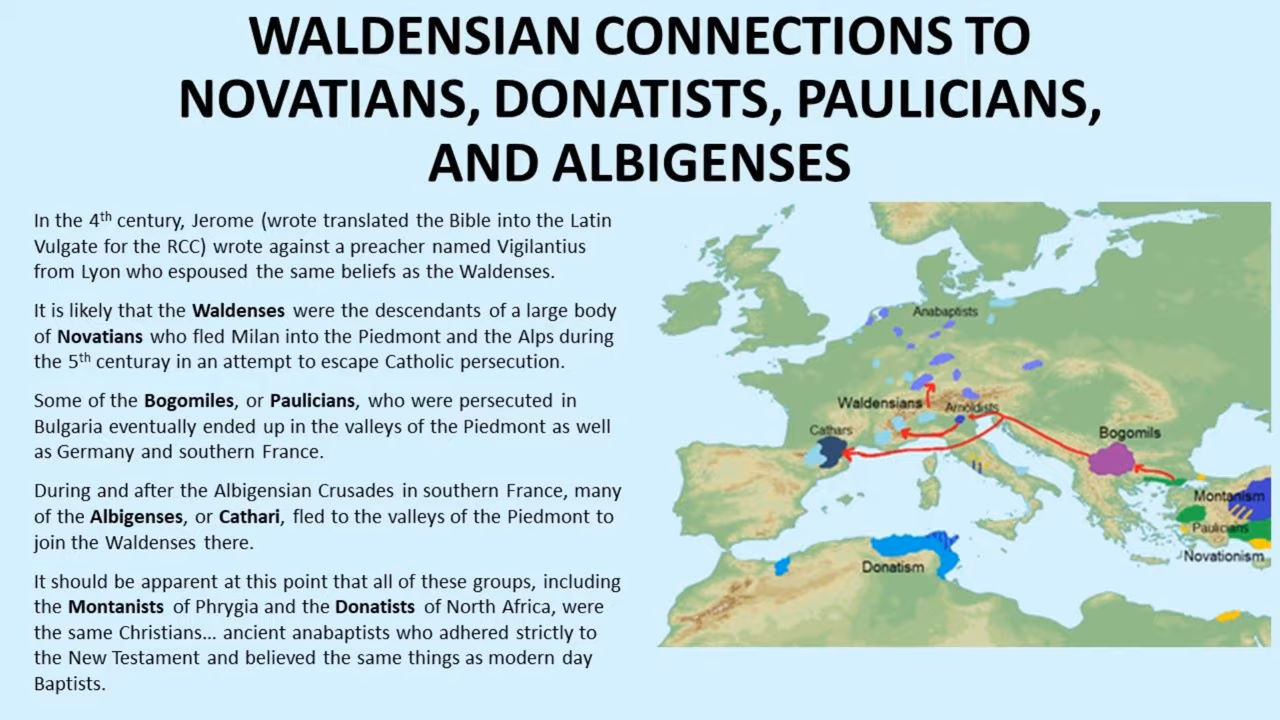 WALDENSIAN CONNECTIONS TO
NOVATIANS, DONATISTS, PAULICIANS,
AND ALBIGENSES
In the 4th century, Jerome (wrote translated the Bible into the Latin
Vulgate for the RCC) wrote against a preacher named Vigilantius
from Lyon who espoused the same beliefs as the Waldenses.
It is likely that the Waldenses were the descendants of a large body
of Novatians who fled Milan into the Piedmont and the Alps during
the 5th centuray in an attempt to escape Catholic persecution.
Some of the Bogomiles, or Paulicians, who were persecuted in
Bulgaria eventually ended up in the valleys of the Piedmont as well
as Germany and southern France.
During and after the Albigensian Crusades in southern France, many
of the Albigenses, or Cathari, fled to the valleys of the Piedmont to
join the Waldenses there.
It should be apparent at this point that all of these groups, including
the Montanists of Phrygia and the Donatists of North Africa, were
the same Christians... ancient anabaptists who adhered strictly to
the New Testament and believed the same things as modern day
Baptists.
Anabaptists
Waldensians
Arnoldists
Cathars
Bogomils
Montanism
Paulicians
Novationism
Donatism